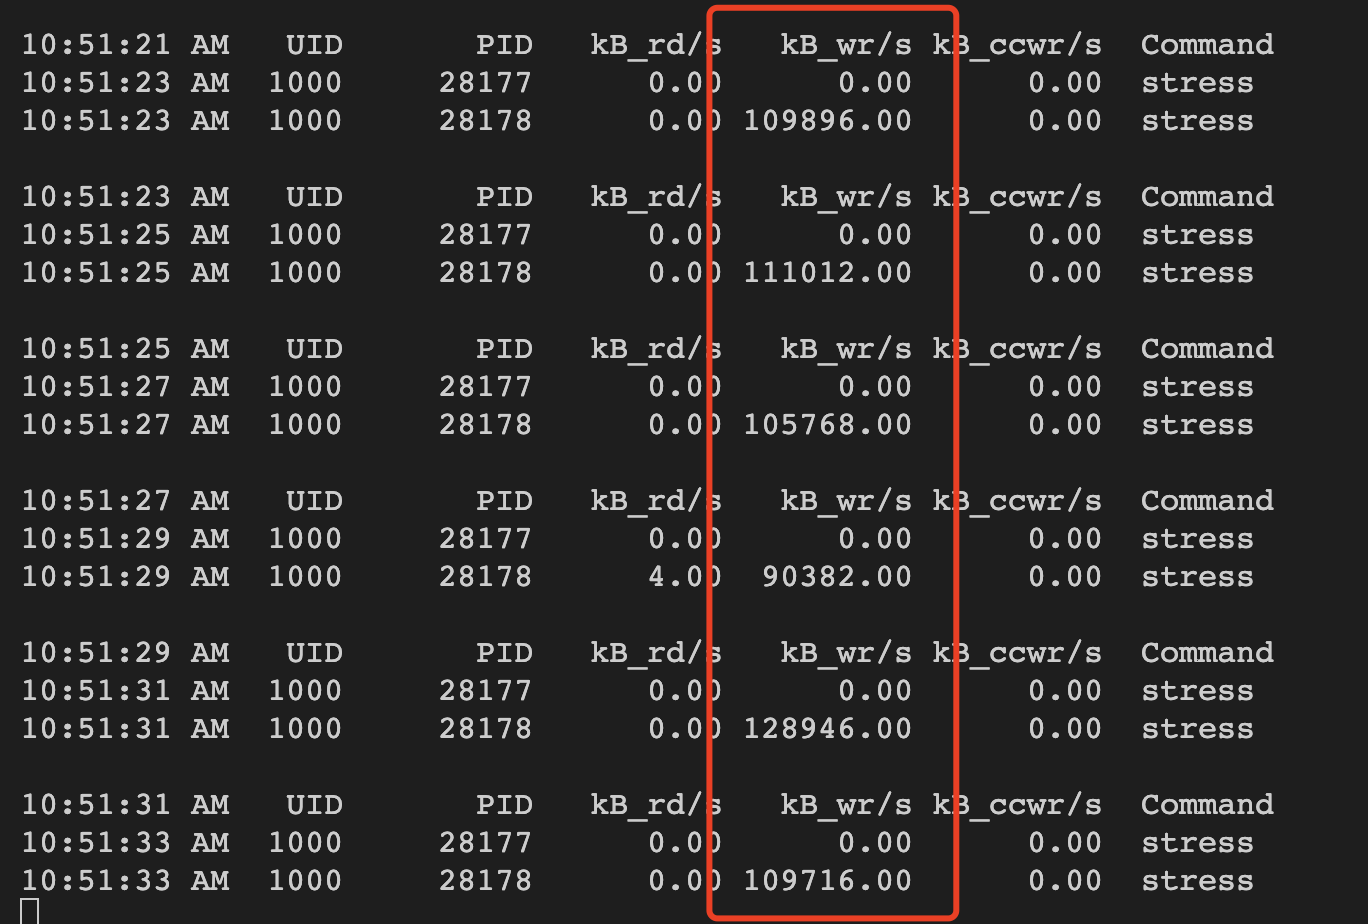 10:51:21 AM UID PID kB_rd/s kB_wr/s kB_ccwr/s Command
10:51:23 AM 1000 28177 0.00 0.00 0.00 stress
10:51:23 AM 1000 28178 0.00 109896.00 0.00 stress
10:51:23 AM UID PID kB_rd/s kB_wr/s kB_ccwr/s Command
10:51:25 AM 1000 28177 0.00 0.00 0.00 stress
10:51:25 AM 1000 28178 0.00 111012.00 0.00 stress
10:51:25 AM UID PID kB_rd/s kB_wr/s kB_ccwr/s Command
10:51:27 AM 1000 28177 0.00 0.00 0.00 stress
10:51:27 AM 1000 28178 0.00 105768.00 0.00 stress
10:51:27 AM UID PID kB_rd/s kB_wr/s kB_ccwr/s Command
10:51:29 AM 1000 28177 0.00 0.00 0.00 stress
10:51:29 AM 1000 28178 4.00 90382.00 0.00 stress
10:51:29 AM UID PID kB_rd/s kB_wr/s kB_ccwr/s Command
10:51:31 AM 1000 28177 0.00 0.00 0.00 stress
10:51:31 AM 1000 28178 0.00 128946.00 0.00 stress
10:51:31 AM UID PID kB_rd/s kB_wr/s kB_ccwr/s Command
10:51:33 AM 1000 28177 0.00 0.00 0.00 stress
10:51:33 AM 1000 28178 0.00 109716.00 0.00 stress